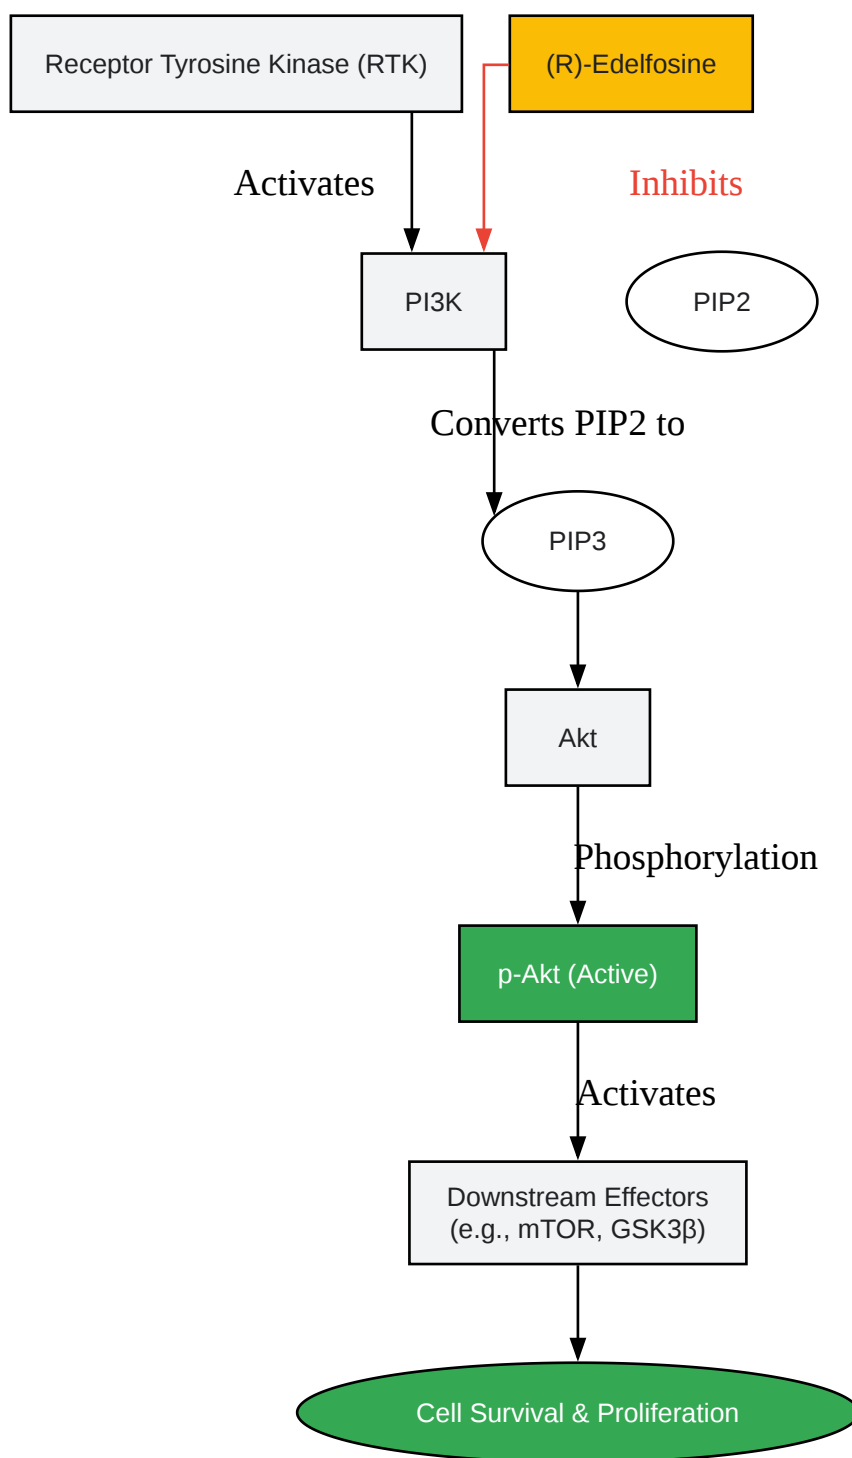 Receptor Tyrosine Kinase (RTK)
(R)-Edelfosine
Activates
Inhibits
PI3K
PIP2
Converts PIP2 to
PIP3
Akt
Phosphorylation
p-Akt (Active)
Activates
Downstream Effectors
(e.g., mTOR, GSK3β)
Cell Survival & Proliferation